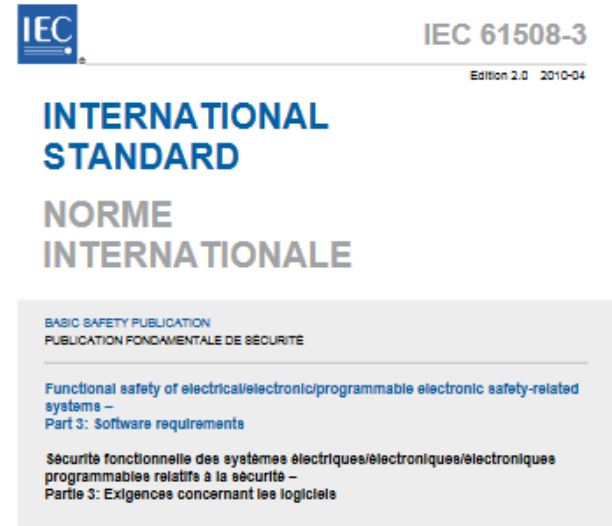 IEC
IEC 61508-3
Edition 2.0 2010-04
INTERNATIONAL
STANDARD
NORME
INTERNATIONALE
BASIC SAFETY PUBLICATION
PUBLICATION FONDAMENTALE DE SÉCURITÉ
Functional safety of electrical/electronic/programmable electronic safety-related
systems –
Part 3: Software requirements
Sécurité fonctionnelle des systèmes électriques/électroniques/électroniques
programmables relatifs à la sécurité –
Partie 3: Exigences concernant les logiciels